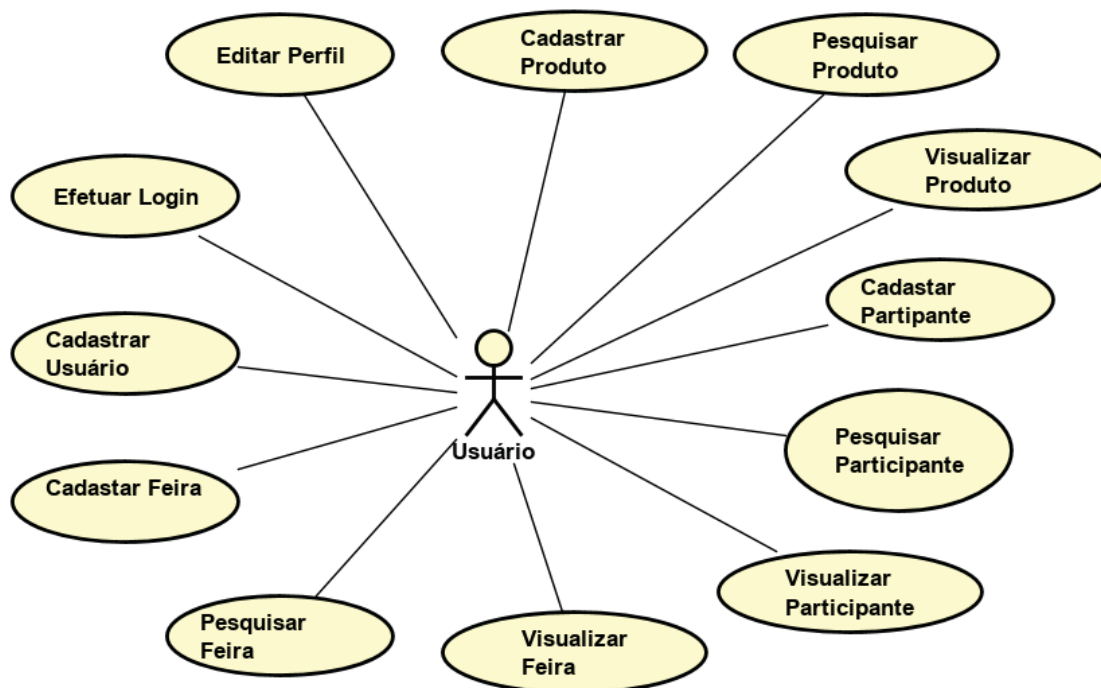 Editar Perfil
Cadastrar
Produto
Pesquisar
Produto
Visualizar
Produto
Efetuar Login
Cadastar
Partipante
Cadastrar
Usuário
Usuário
Pesquisar
Participante
Cadastar Feira
Visualizar
Participante
Pesquisar
Feira
Visualizar
Feira